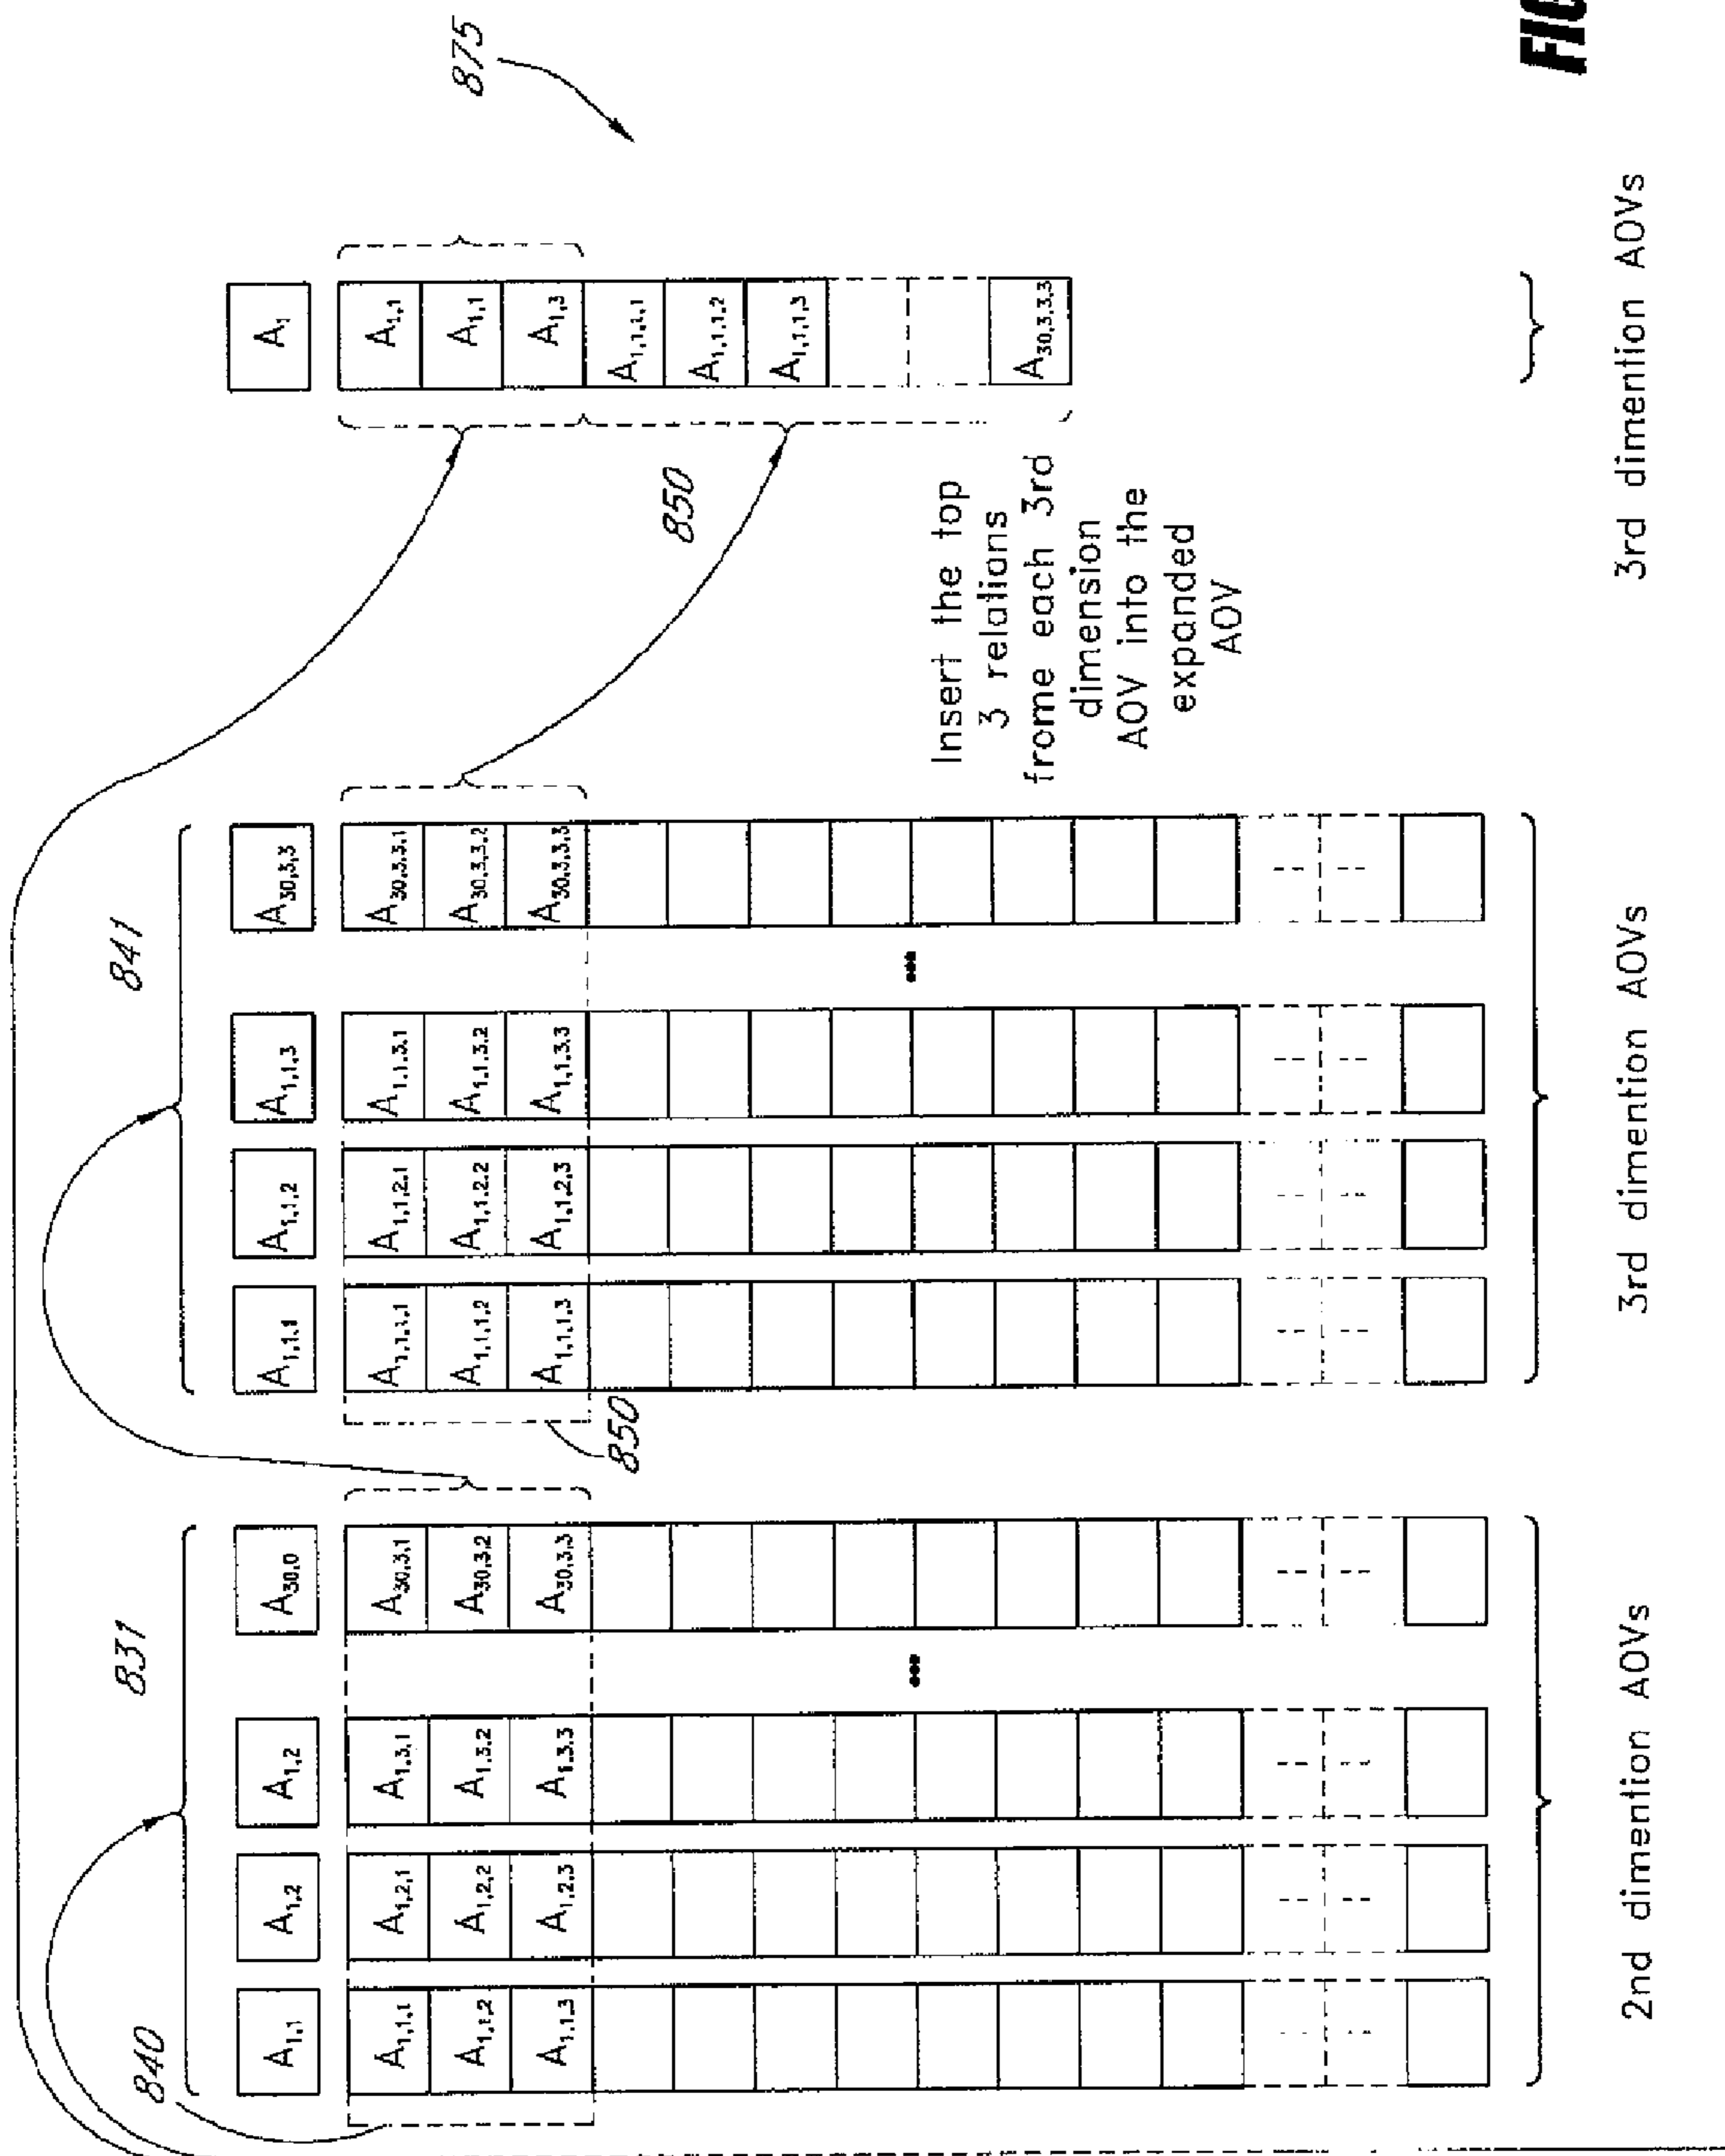 875
FIG
841
831
840
A1,1
A1,2
A1,2
A30,0
A1,1,1
A1,2,1
A1,3,1
A30,3,1
A1,1,2
A1,2,2
A1,3,2
A30,3,2
A1,1,3
A1,2,3
A1,3,3
A30,3,3
850
A1,1,1
A1,1,2
A1,1,3
A30,3,3
A1,1,1,1
A1,1,2,1
A1,1,3,1
A30,3,3,1
A1,1,1,2
A1,1,2,2
A1,1,3,2
A30,3,3,2
A1,1,1,3
A1,1,2,3
A1,1,3,3
A30,3,3,3
850
A1
A1,1
A1,1
A1,3
A1,1,1,1
A1,1,1,2
A1,1,1,3
A30,3,3,3
Insert the top
3 relations
frome each 3rd
dimension
AOV into the
expanded
AOV
2nd dimention AOVs
3rd dimention AOVs
3rd dimention AOVs